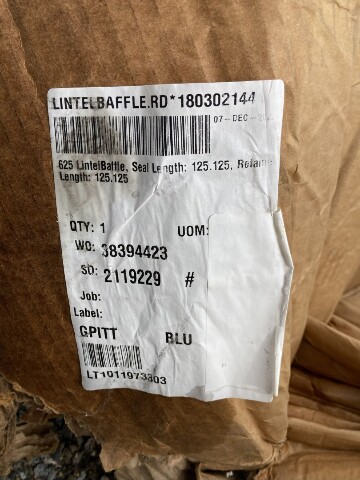 LINTELBAFFLE.RD*180302144
07-DEC-
625 LintelBaffle, Seal Length: 125.125,
Length: 125.125
QTY: 1 UOM:
WO: 38394423
SO: 2119229 #
Job:
Label:
GPITT BLU
LT1011973303